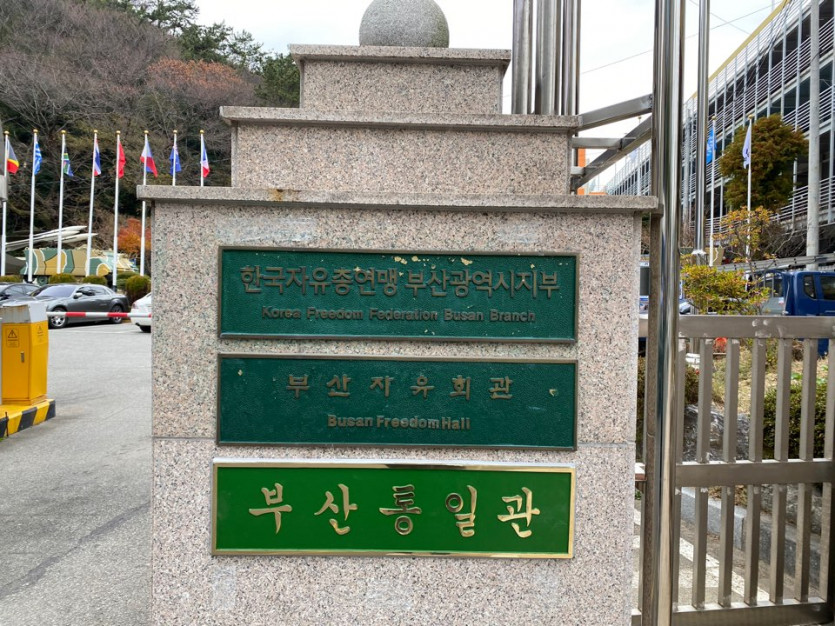 한국자유총연맹 부산광역시지부
Korea Freedom Federation Busan Branch
부산자유회관
Busan Freedom Hall
부산통일관